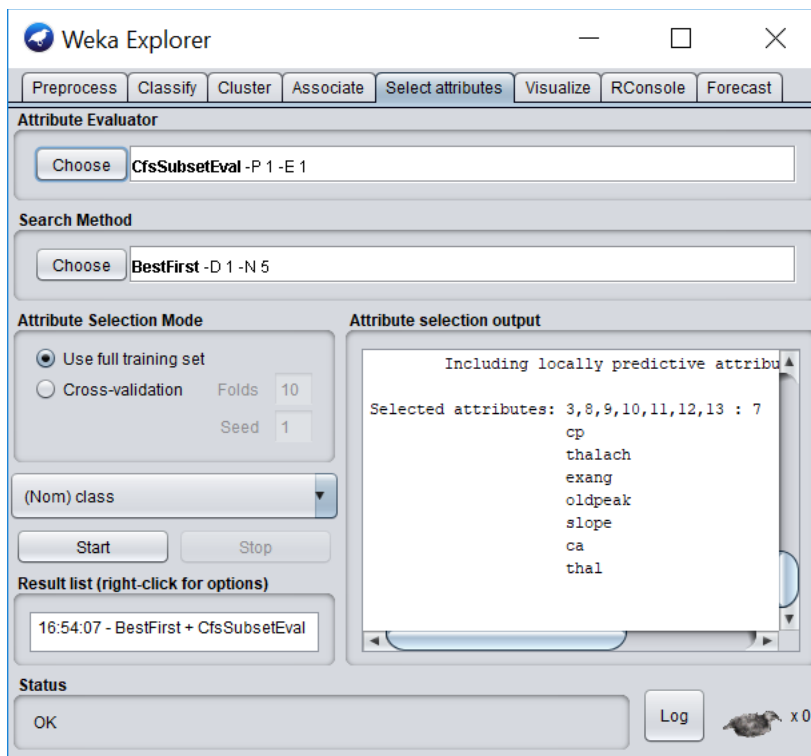 Weka Explorer
Preprocess Classify Cluster Associate Select attributes Visualize RConsole Forecast
Attribute Evaluator
Choose CfsSubsetEval -P 1 -E 1
Search Method
Choose BestFirst -D 1 -N 5
Attribute Selection Mode
Use full training set
Cross-validation Folds 10
Seed 1
(Nom) class
Start Stop
Result list (right-click for options)
16:54:07 - BestFirst + CfsSubsetEval
Attribute selection output
Including locally predictive attribu
Selected attributes: 3,8,9,10,11,12,13 : 7
cp
thalach
exang
oldpeak
slope
ca
thal
Status
OK
Log x 0